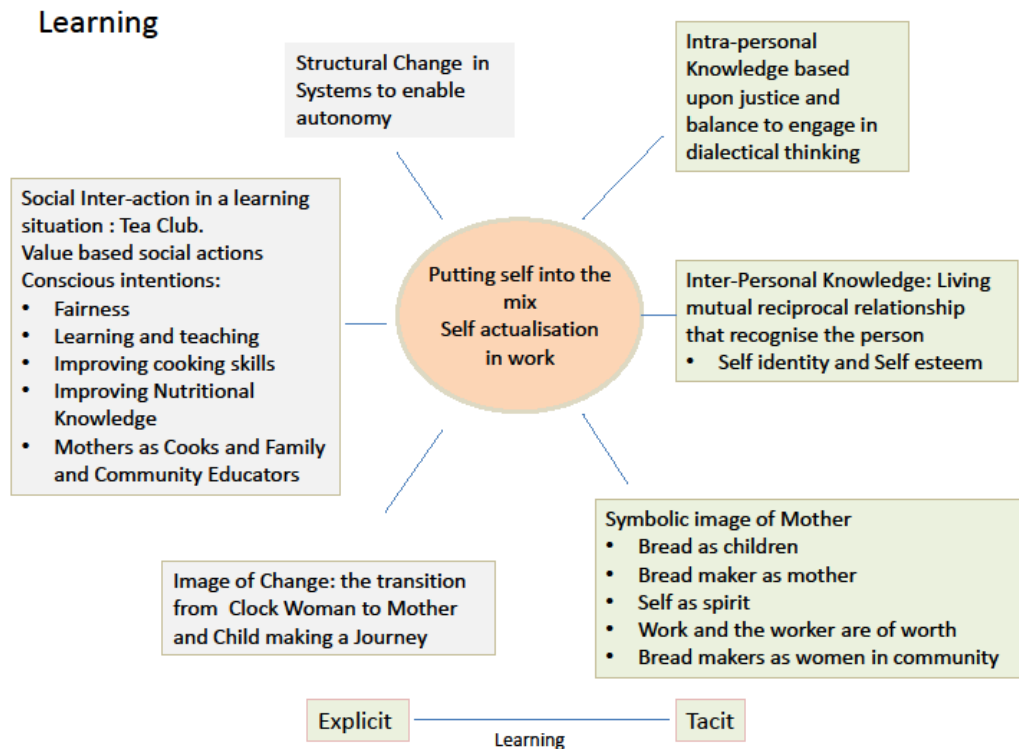 Learning
Structural Change in
Systems to enable
autonomy
Intra-personal
Knowledge based
upon justice and
balance to engage in
dialectical thinking
Social Inter-action in a learning
situation : Tea Club.
Value based social actions
Conscious intentions:
• Fairness
• Learning and teaching
• Improving cooking skills
• Improving Nutritional
Knowledge
• Mothers as Cooks and Family
and Community Educators
Putting self into the
mix
Self actualisation
in work
Inter-Personal Knowledge: Living
mutual reciprocal relationship
that recognise the person
• Self identity and Self esteem
Image of Change: the transition
from Clock Woman to Mother
and Child making a Journey
Symbolic image of Mother
• Bread as children
• Bread maker as mother
• Self as spirit
• Work and the worker are of worth
• Bread makers as women in community
Explicit
Tacit
Learning